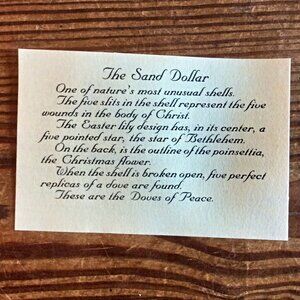 The Sand Dollar
One of nature's most unusual shells.
The five slits in the shell represent the five
wounds in the body of Christ.
The Easter lily design has, in its center, a
five pointed star, the star of Bethlehem.
On the back, is the outline of the poinsettia,
the Christmas flower.
When the shell is broken open, five perfect
replicas of a dove are found.
These are the Doves of Peace.